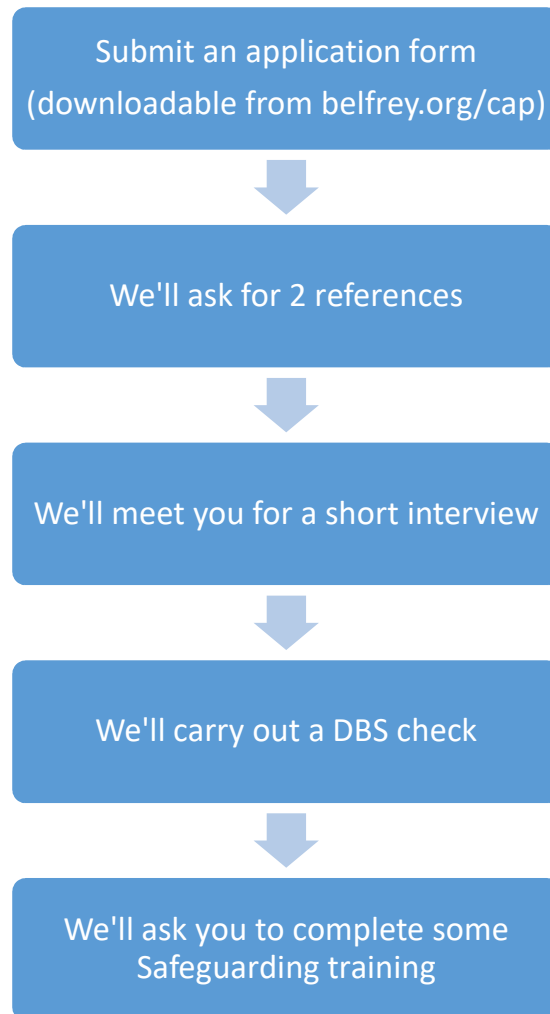 Submit an application form
(downloadable from belfrey.org/cap)
We'll ask for 2 references
We'll meet you for a short interview
We'll carry out a DBS check
We'll ask you to complete some
Safeguarding training